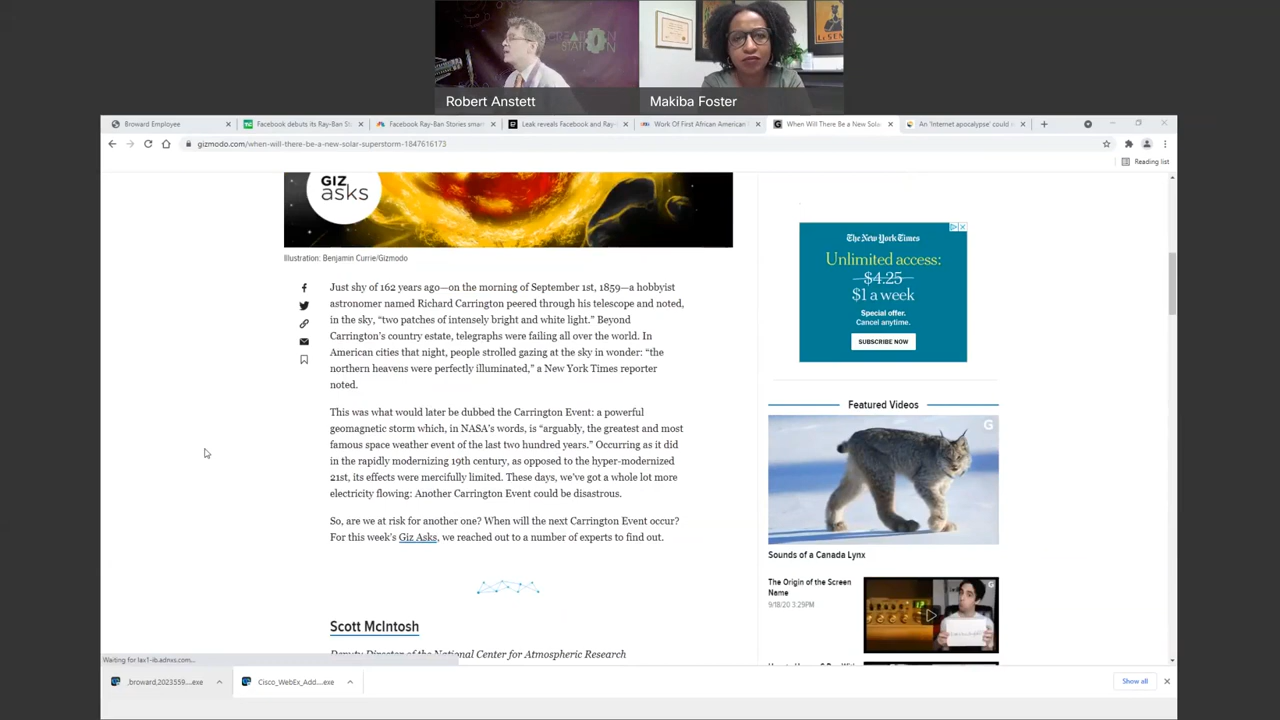 CREATION
STATION
LISTEN
Robert Anstett
Makiba Foster
Broward Employee
Facebook debuts its Ray-Ban St...
Facebook Ray-Ban Stories smar
Leak reveals Facebook and Ray-
Work Of First African American
When Will There Be a New Sola
An 'Internet apocalypse' could
gizmodo.com/when-will-there-be-a-new-solar-superstorm-1847616173
Reading list
GIZ
asks
Illustration: Benjamin Currie/Gizmodo
Just shy of 162 years ago—on the morning of September 1st, 1859—a hobbyist
astronomer named Richard Carrington peered through his telescope and noted,
in the sky, “two patches of intensely bright and white light.” Beyond
Carrington’s country estate, telegraphs were failing all over the world. In
American cities that night, people strolled gazing at the sky in wonder: “the
northern heavens were perfectly illuminated,” a New York Times reporter
noted.
This was what would later be dubbed the Carrington Event: a powerful
geomagnetic storm which, in NASA’s words, is “arguably, the greatest and most
famous space weather event of the last two hundred years.” Occurring as it did
in the rapidly modernizing 19th century, as opposed to the hyper-modernized
21st, its effects were mercifully limited. These days, we’ve got a whole lot more
electricity flowing: Another Carrington Event could be disastrous.
So, are we at risk for another one? When will the next Carrington Event occur?
For this week’s Giz Asks, we reached out to a number of experts to find out.
Scott McIntosh
Deputy Director of the National Center for Atmospheric Research
The New York Times
Unlimited access:
$4.25
$1 a week
Special offer.
Cancel anytime.
SUBSCRIBE NOW
Featured Videos
Sounds of a Canada Lynx
The Origin of the Screen
Name
9/18/20 3:29PM
Waiting for lax1-ib.adnxs.com...
_broward,2023559....exe
Cisco_WebEx_Add....exe
Show all